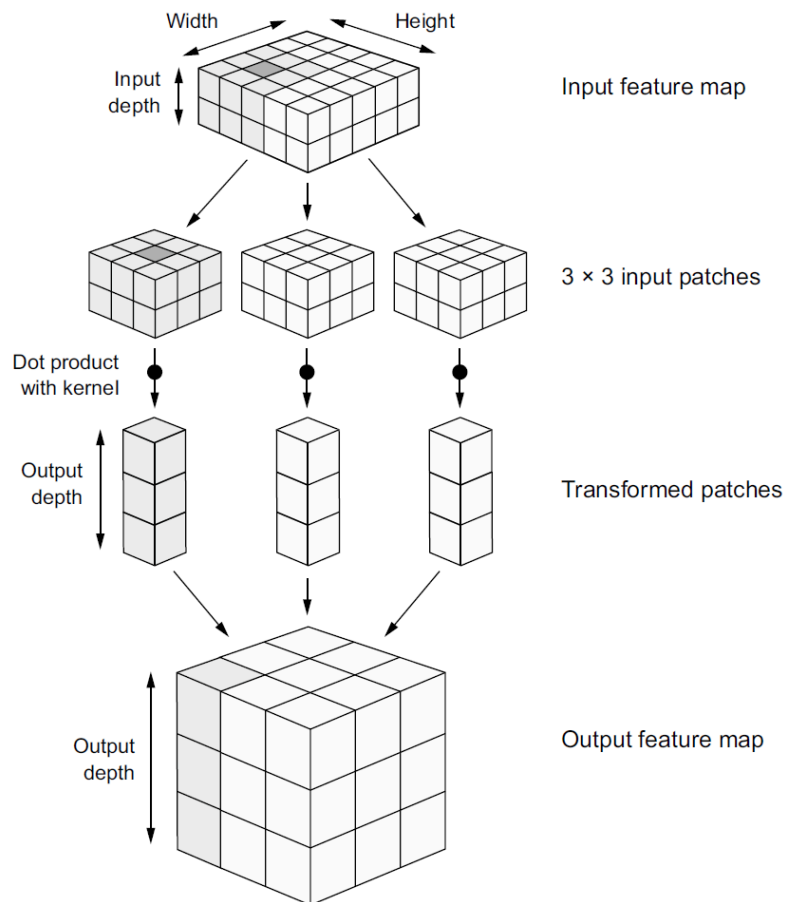 Width
Height
Input
depth
Input feature map
3 × 3 input patches
Dot product
with kernel
Output
depth
Transformed patches
Output
depth
Output feature map